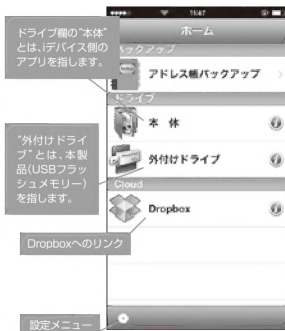 ホーム
ドライブ欄の"本体"
とは、iデバイス側の
アプリを指します。
バックアップ
アドレス帳バックアップ
ドライブ
本 体
"外付けドライ
ブ"とは、本製
品(USBフラッ
シュメモリー)
を指します。
外付けドライブ
Cloud
Dropbox
Dropboxへのリンク
設定メニュー